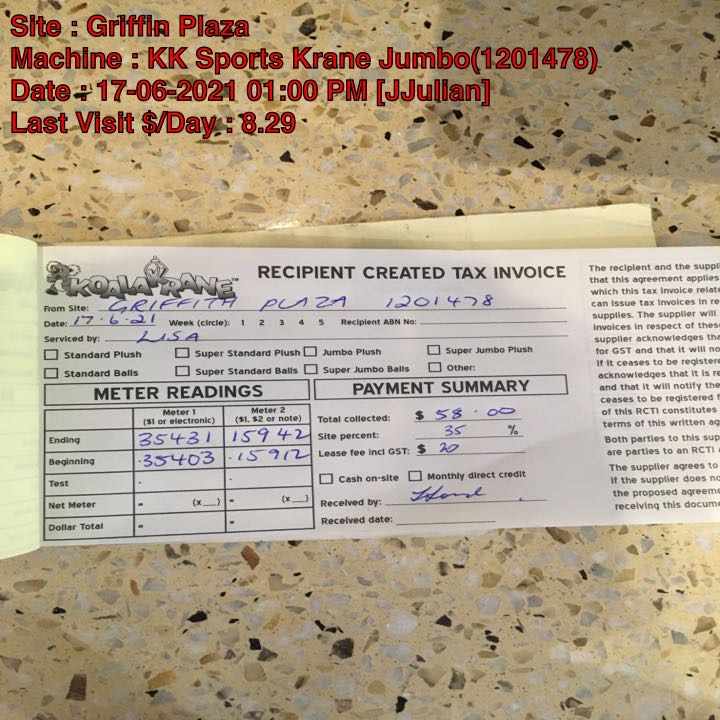 Site : Griffin Plaza
Machine : KK Sports Krane Jumbo(1201478)
Date : 17-06-2021 01:00 PM [JJulian]
Last Visit $/Day : 8.29
KOALA KRANE™
RECIPIENT CREATED TAX INVOICE
From Site: GRIFFITH PLAZA 1201478
Date: 17.6.21 Week (circle): 1 2 3 4 5 Recipient ABN No:
Serviced by: LISA
Standard Plush Super Standard Plush Jumbo Plush Super Jumbo Plush
Standard Balls Super Standard Balls Super Jumbo Balls Other:
METER READINGS
Meter 1 ($1 or electronic) Meter 2 ($1, $2 or note)
Ending 35431 15942
Beginning 35403 15912
Test - -
Net Meter = (x__) = (x__)
Dollar Total = =
PAYMENT SUMMARY
Total collected: $ 58.00
Site percent: 35 %
Lease fee incl GST: $ 20
Cash on-site Monthly direct credit
Received by:
Received date:
The recipient and the suppl
that this agreement applies
which this tax invoice relate
can issue tax invoices in re
supplies. The supplier will
invoices in respect of these
supplier acknowledges tha
for GST and that it will no
if it ceases to be registere
acknowledges that it is re
and that it will notify the
ceases to be registered f
of this RCTI constitutes
terms of this written ag
Both parties to this sup
are parties to an RCTI
The supplier agrees to
if the supplier does no
the proposed agreem
receiving this docume